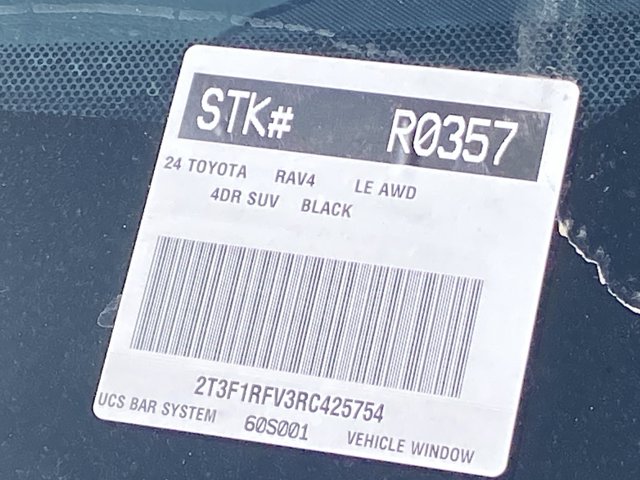 STK# R0357
24 TOYOTA RAV4 LE AWD
4DR SUV BLACK
2T3F1RFV3RC425754
UCS BAR SYSTEM 60S001 VEHICLE WINDOW